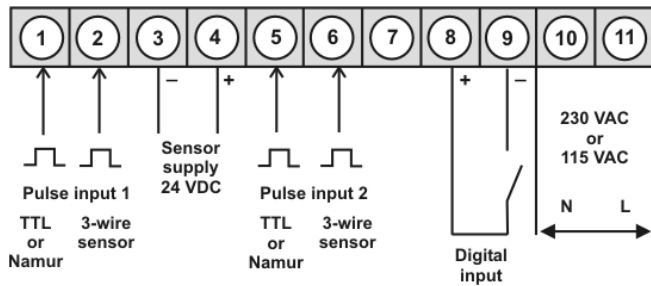 1 2 3 4 5 6 7 8 9 10 11
− + + −
Sensor
supply
24 VDC
Pulse input 1
TTL
or
Namur
3-wire
sensor
Pulse input 2
TTL
or
Namur
3-wire
sensor
Digital
input
230 VAC
or
115 VAC
N L